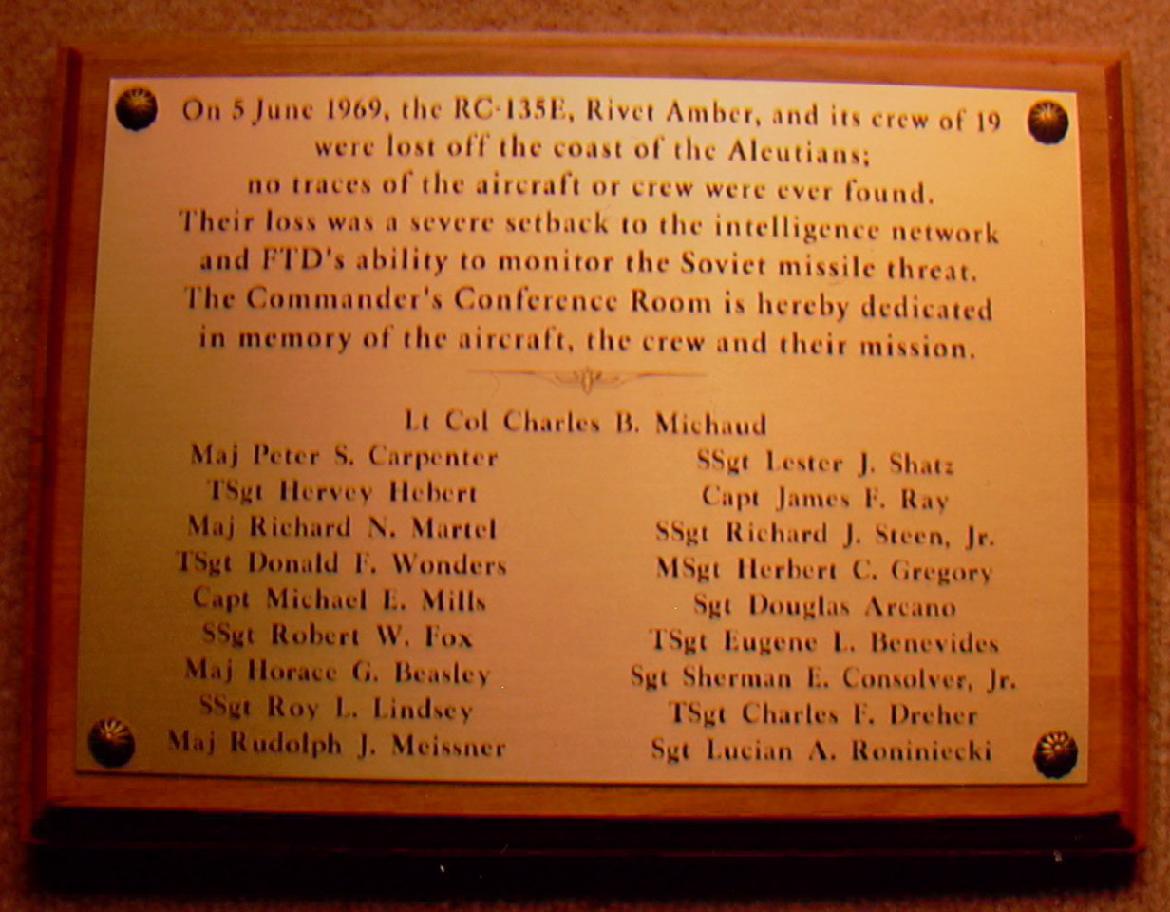 On 5 June 1969, the RC-135E, Rivet Amber, and its crew of 19
were lost off the coast of the Aleutians;
no traces of the aircraft or crew were ever found.
Their loss was a severe setback to the intelligence network
and FTD's ability to monitor the Soviet missile threat.
The Commander's Conference Room is hereby dedicated
in memory of the aircraft, the crew and their mission.
Lt Col Charles B. Michaud
Maj Peter S. Carpenter
TSgt Hervey Hebert
Maj Richard N. Martel
TSgt Donald F. Wonders
Capt Michael E. Mills
SSgt Robert W. Fox
Maj Horace G. Beasley
SSgt Roy L. Lindsey
Maj Rudolph J. Meissner
SSgt Lester J. Shatz
Capt James F. Ray
SSgt Richard J. Steen, Jr.
MSgt Herbert C. Gregory
Sgt Douglas Arcano
TSgt Eugene L. Benevides
Sgt Sherman E. Consolver, Jr.
TSgt Charles F. Dreher
Sgt Lucian A. Roniniecki